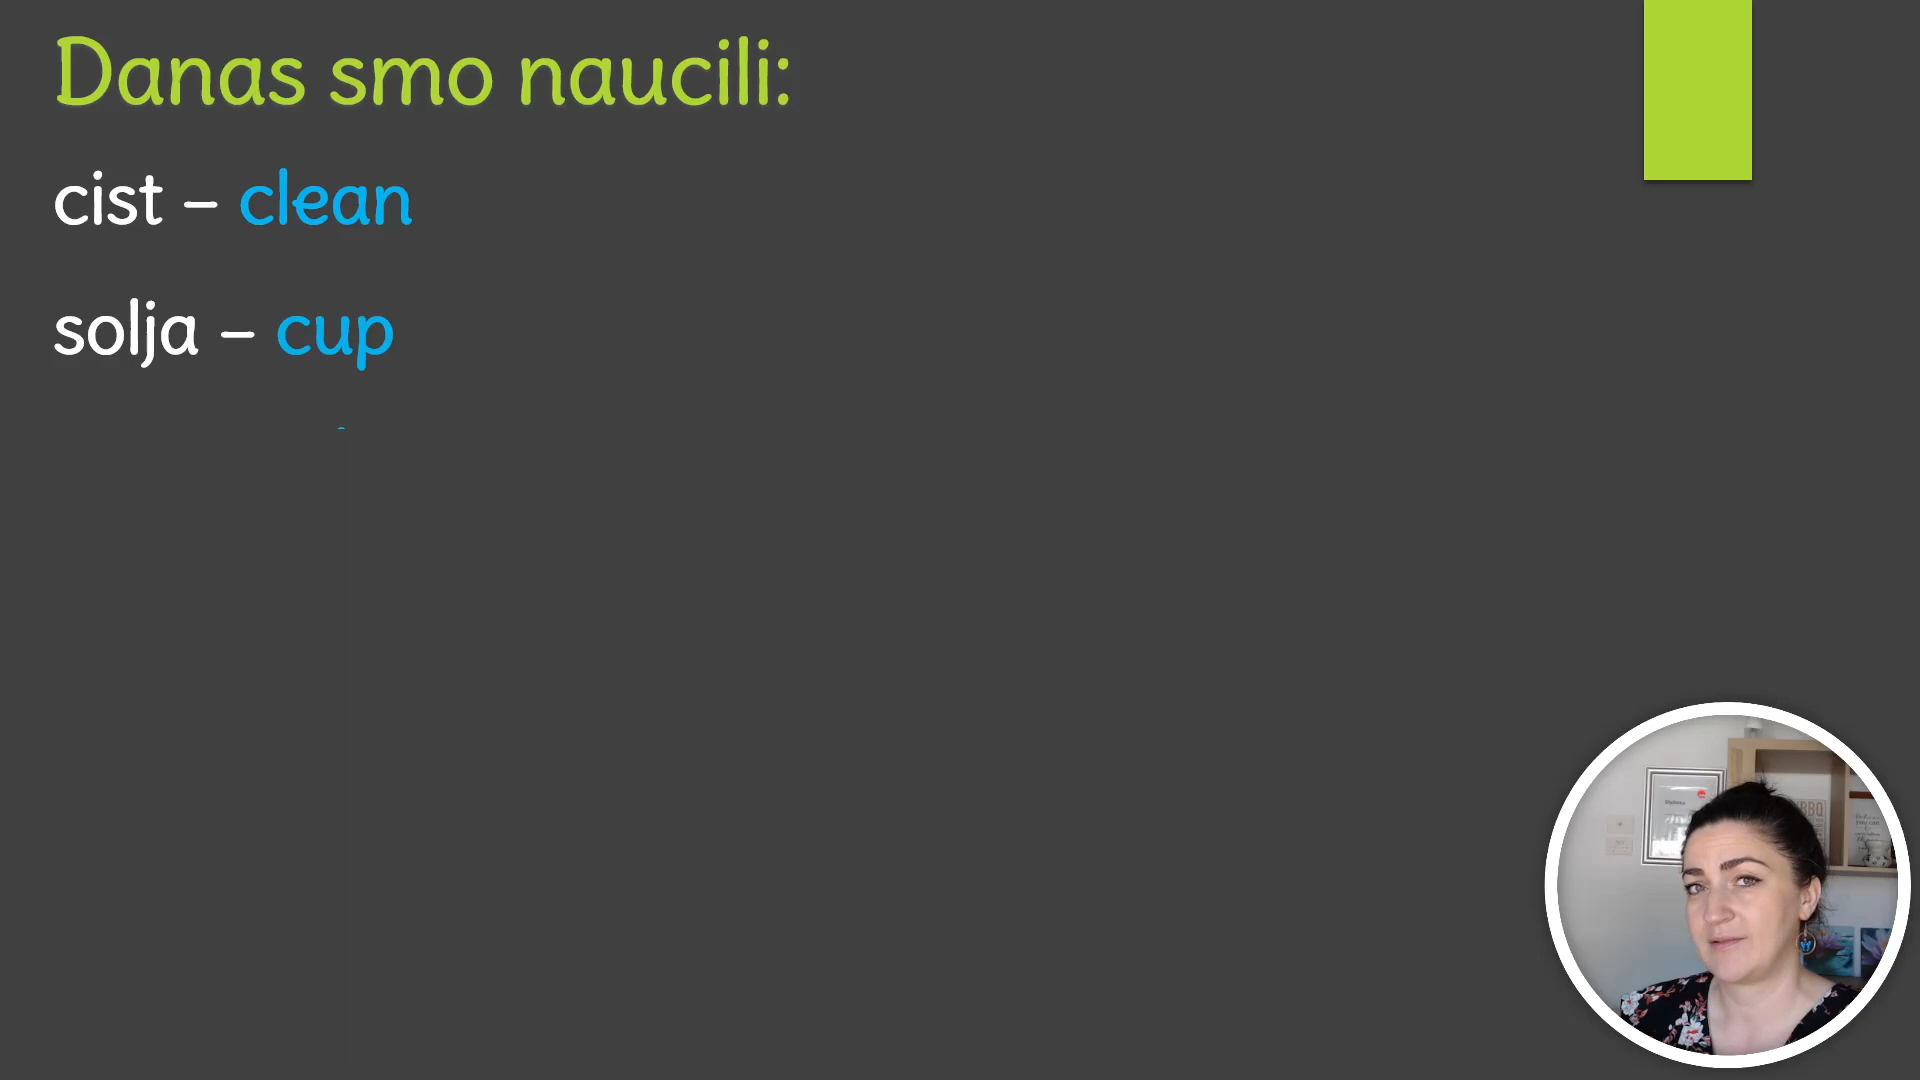 Danas smo naucili:
cist – clean
solja – cup